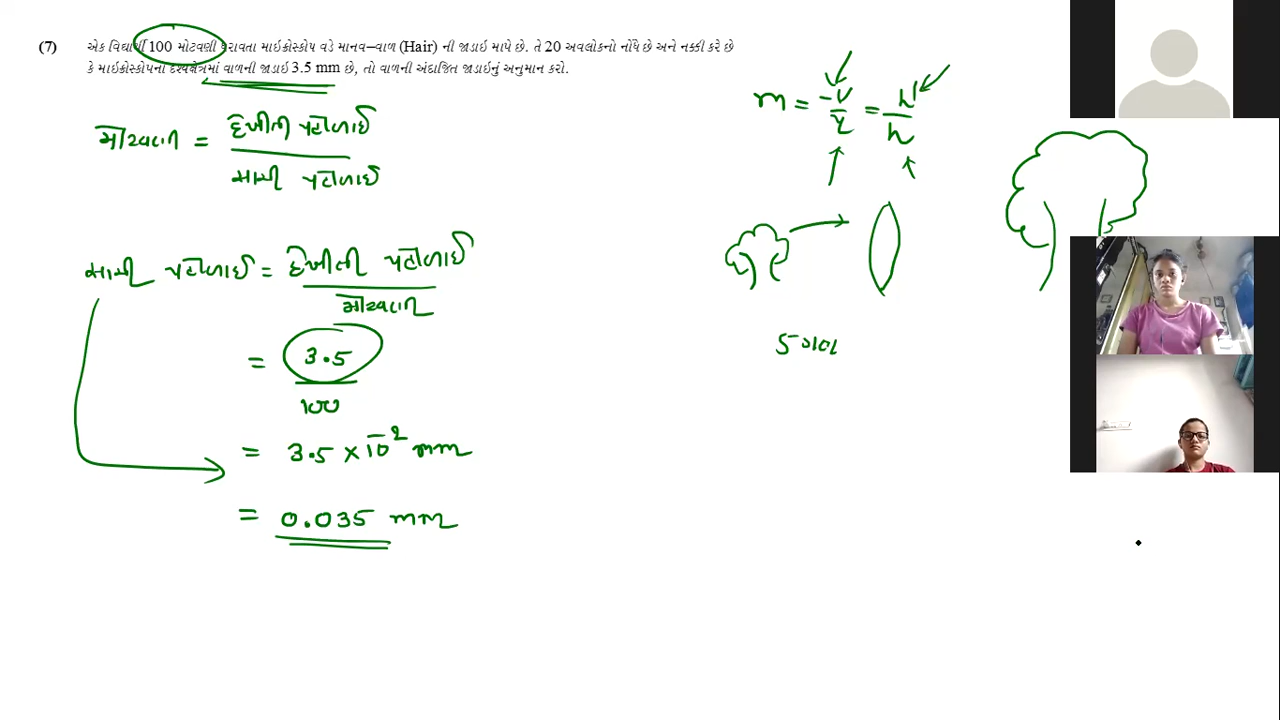 (7) એક વિદ્યાર્થી 100 મોટવણી ધરાવતા માઈક્રોસ્કોપ વડે માનવ–વાળ (Hair) ની જાડાઈ માપે છે. તે 20 અવલોકનો નોંધે છે અને નક્કી કરે છે
કે માઈક્રોસ્કોપના દશ્યક્ષેત્રમાં વાળની જાડાઈ 3.5 mm છે, તો વાળની અંદાજિત જાડાઈનું અનુમાન કરો.
મોટવણી = દેખીતી પહોળાઈ
સાચી પહોળાઈ
સાચી પહોળાઈ = દેખીતી પહોળાઈ
મોટવણી
= 3.5
100
= 3.5 × 10⁻² mm
= 0.035 mm
m = -v = h'
u h
5 ગણા